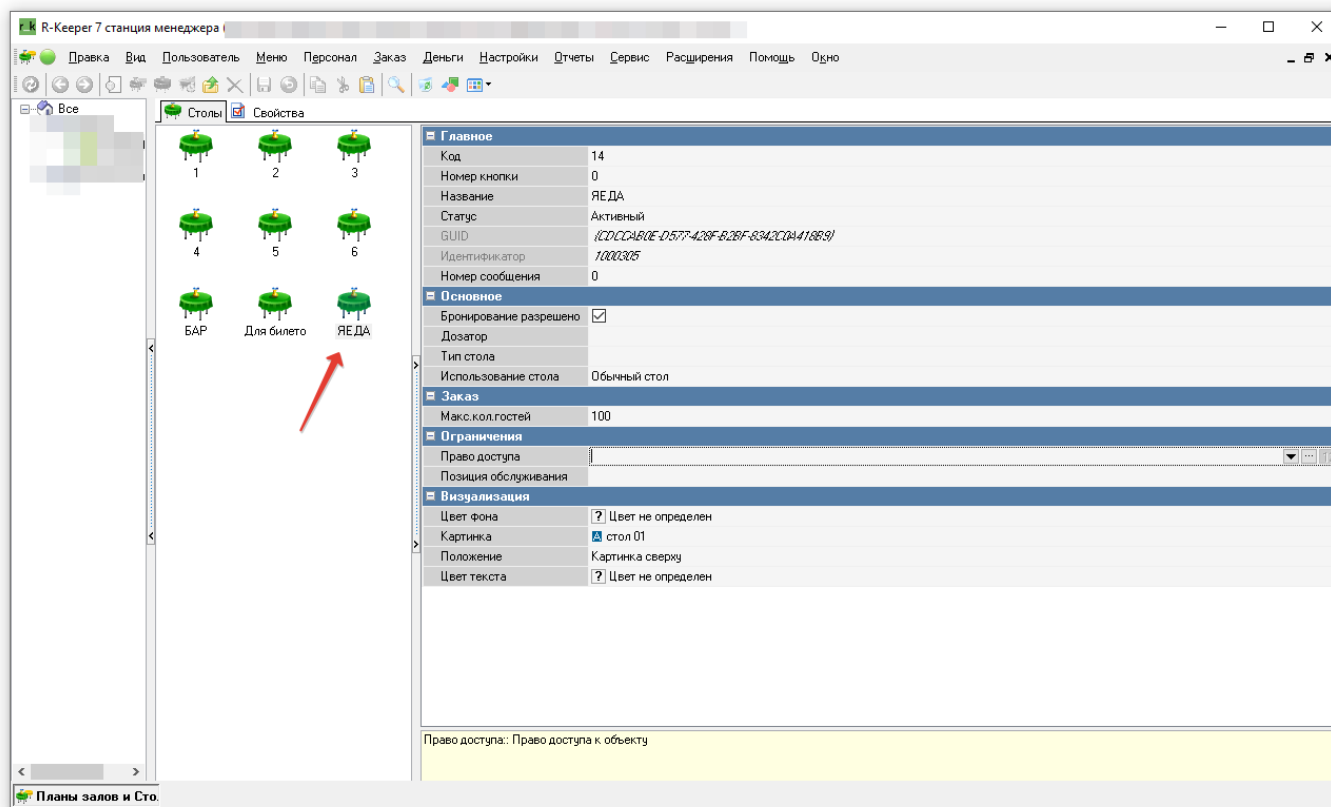 R-Keeper 7 станция менеджера (
Правка Вид Пользователь Меню Персонал Заказ Деньги Настройки Отчеты Сервис Расширения Помощь Окно
Все
Столы Свойства
1 2 3
4 5 6
БАР Для билето ЯЕДА
Главное
Код 14
Номер кнопки 0
Название ЯЕДА
Статус Активный
GUID {CDCCAB0E-D577-428F-B2BF-8342C0A418B9}
Идентификатор 1000305
Номер сообщения 0
Основное
Бронирование разрешено
Дозатор
Тип стола
Использование стола Обычный стол
Заказ
Макс.кол.гостей 100
Ограничения
Право доступа
Позиция обслуживания
Визуализация
Цвет фона ? Цвет не определен
Картинка стол 01
Положение Картинка сверху
Цвет текста ? Цвет не определен
Право доступа:: Право доступа к объекту
Планы залов и Сто.